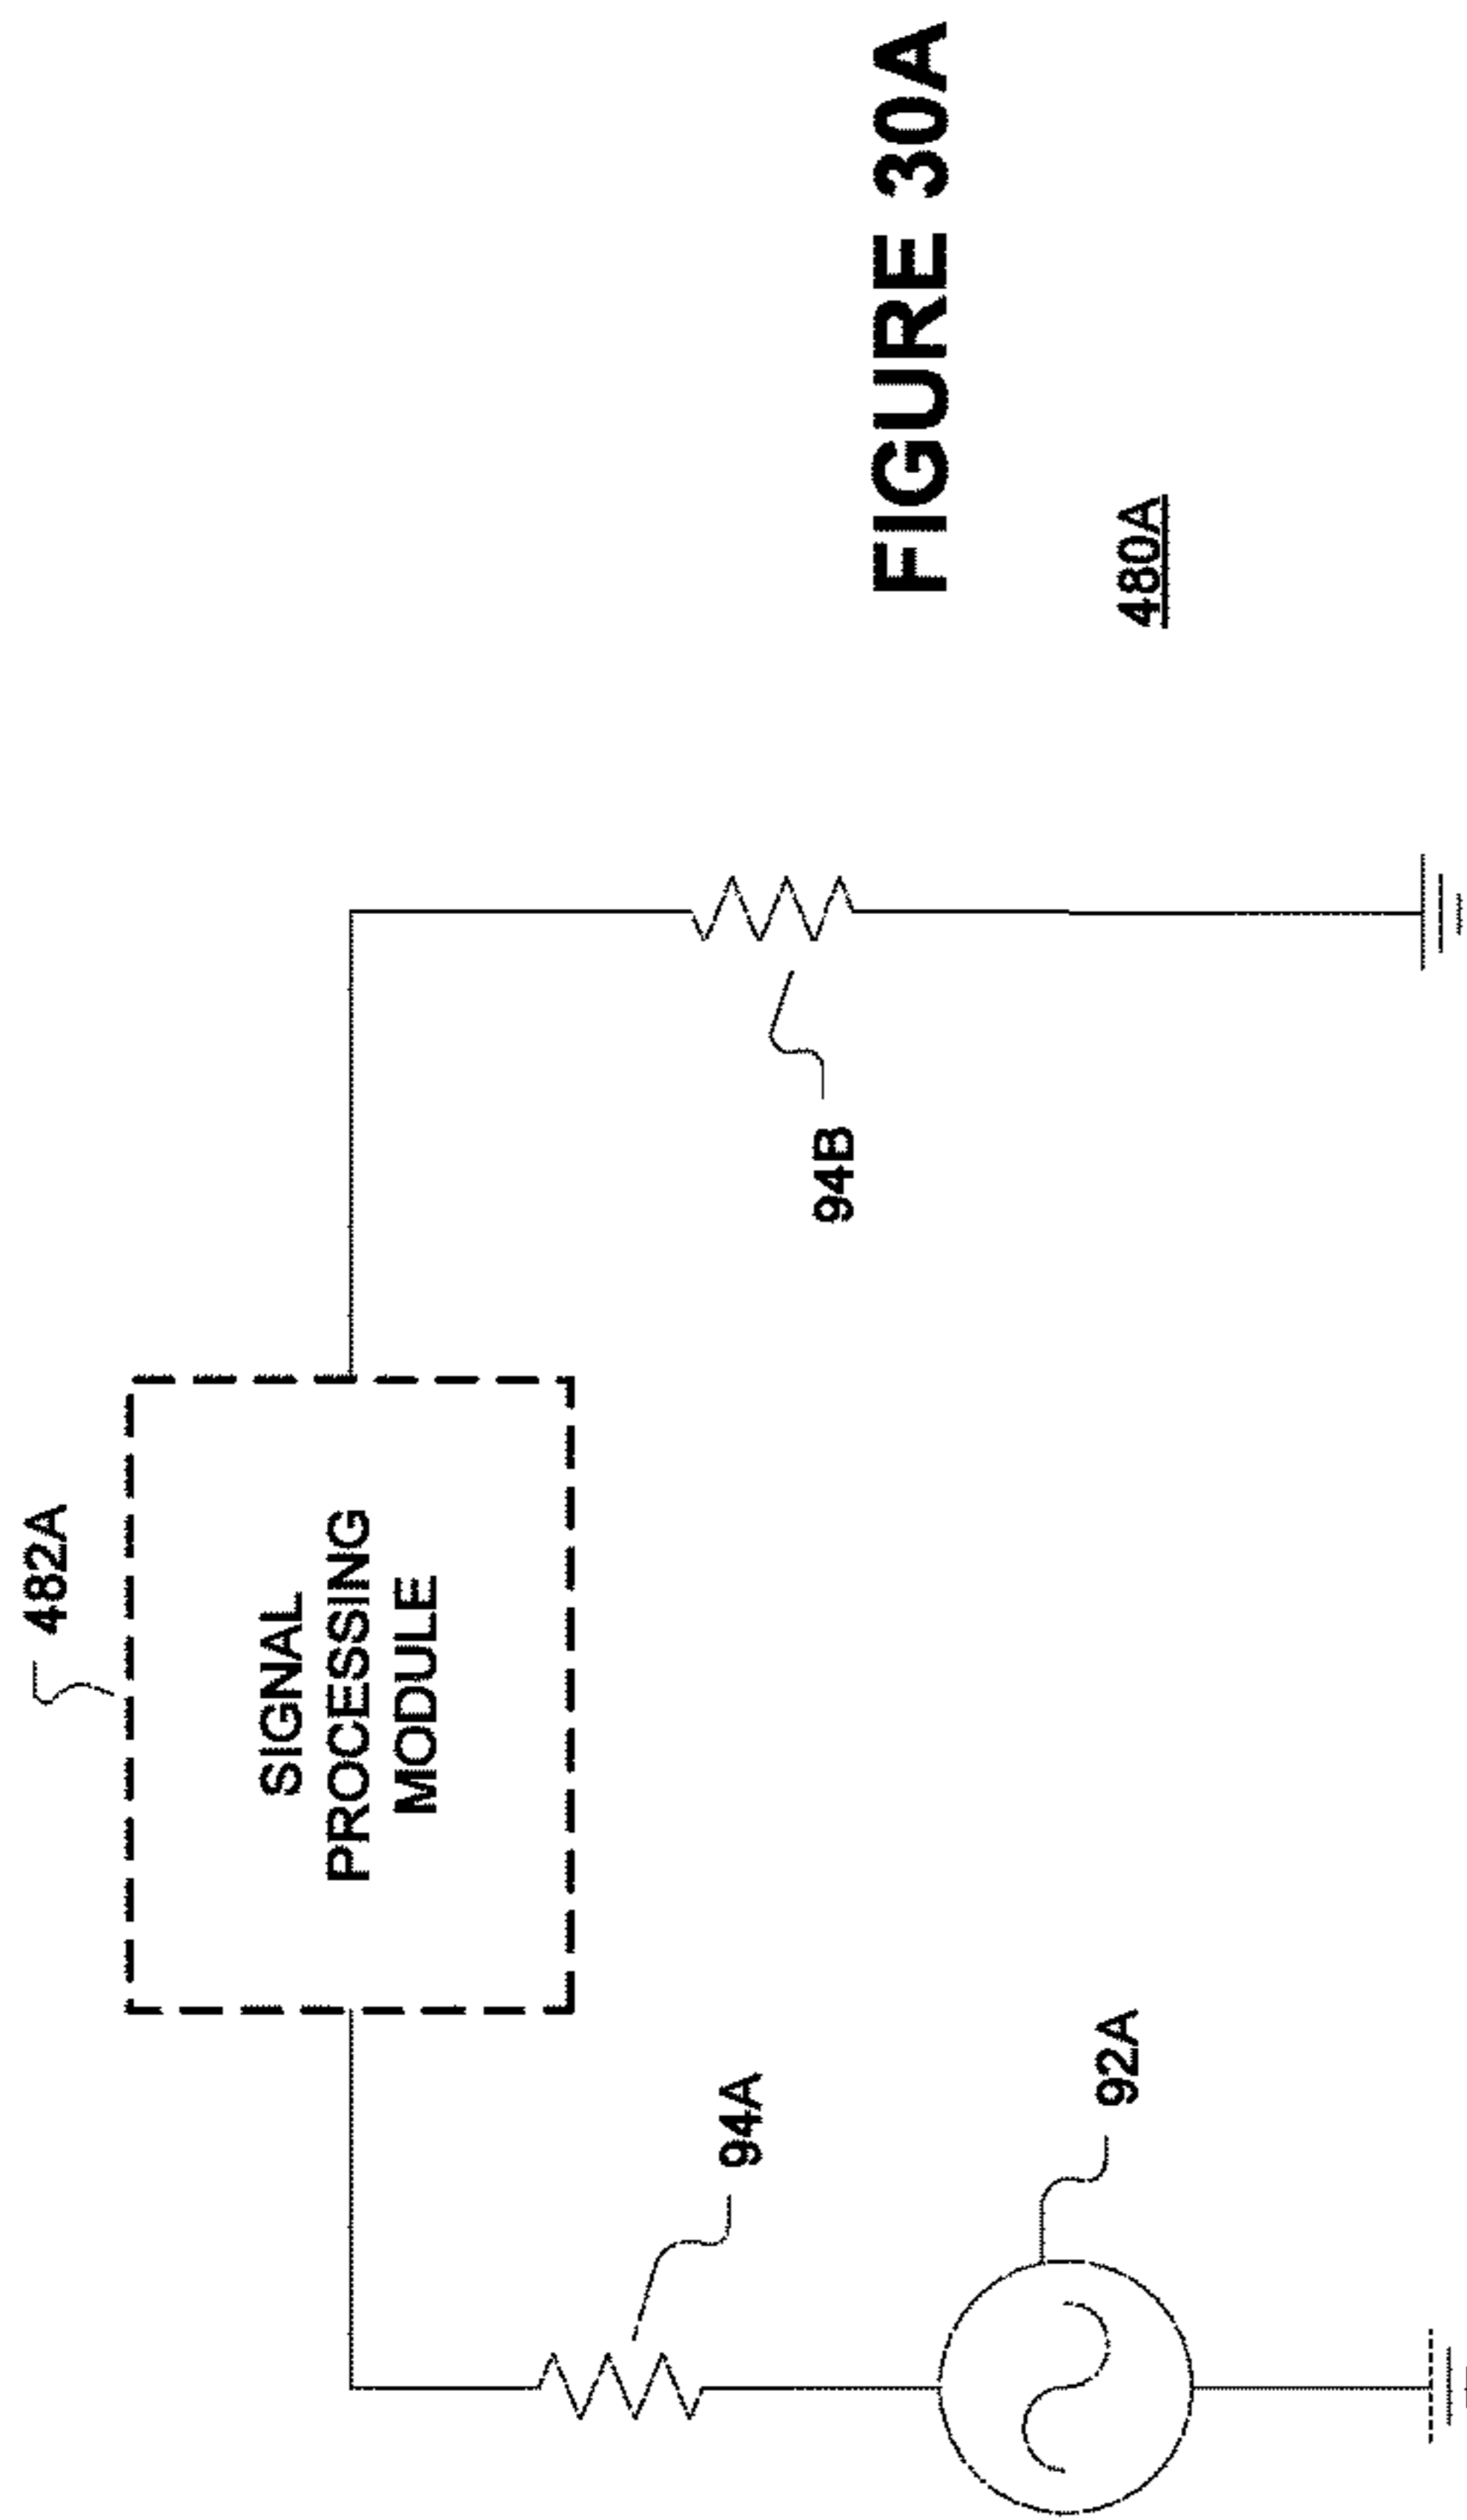 482A
SIGNAL
PROCESSING
MODULE
94A
94B
92A
FIGURE 30A
480A